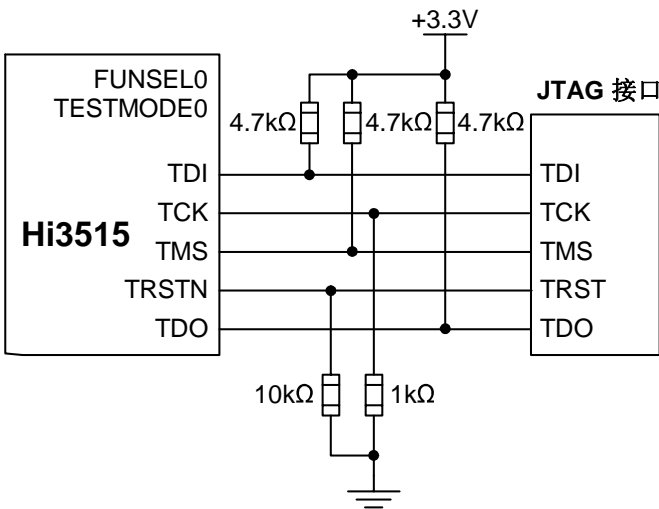 +3.3V
FUNSEL0
TESTMODE0
JTAG 接口
4.7kΩ
4.7kΩ
4.7kΩ
TDI
TDI
TCK
TCK
Hi3515
TMS
TMS
TRSTN
TRST
TDO
TDO
10kΩ
1kΩ